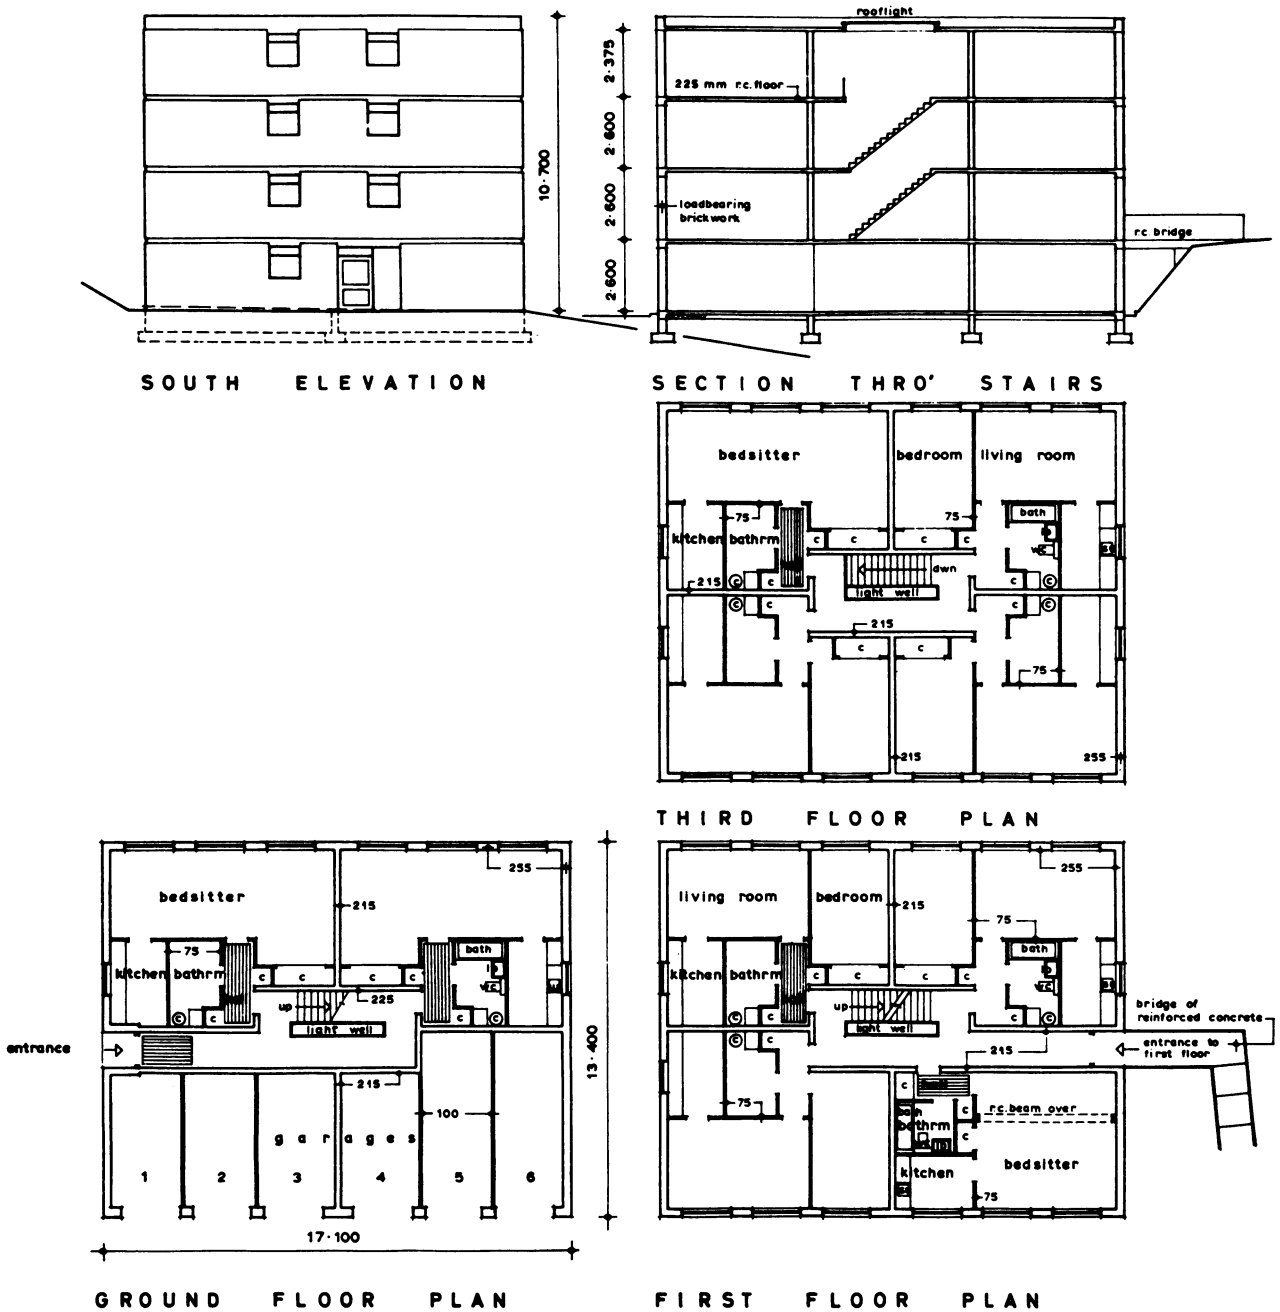 rooflight
10·700
2·375
2·600
2·600
2·600
225 mm r.c. floor
loadbearing
brickwork
r.c. bridge
SOUTH ELEVATION
SECTION THRO' STAIRS
bedsitter
bedroom
living room
75
75
bath
kitchen
bathrm
c
c
c
c
wc
215
c
c
dwn
light well
c
c
c
c
c
c
215
c
c
75
215
255
THIRD FLOOR PLAN
255
bedsitter
215
75
bath
kitchen
bathrm
c
c
c
c
wc
up
225
c
c
c
c
light well
entrance
215
100
garages
1
2
3
4
5
6
13·400
17·100
GROUND FLOOR PLAN
255
living room
bedroom
215
75
bath
kitchen
bathrm
c
c
c
c
wc
up
c
c
c
c
light well
c
c
bridge of
reinforced concrete
entrance to
first floor
215
c
hall
75
bath
bathrm
c
c
r.c. beam over
kitchen
bedsitter
75
FIRST FLOOR PLAN